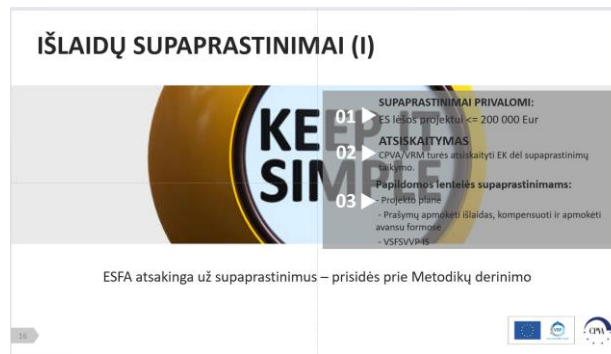 IŠLAIDŲ SUPAPRASTINIMAI (I)
KEEP IT
SIMPLE
01
SUPAPRASTINIMAI PRIVALOMI:
ES lėšos projektui <= 200 000 Eur
02
ATSISKAITYMAS
CPVA/VRM turės atsiskaityti EK dėl supaprastinimų
taikymo.
03
Papildomos lentelės supaprastinimams:
- Projekto plane
- Prašymų apmokėti išlaidas, kompensuoti ir apmokėti
avansu formose
- VSFSVVP IS
ESFA atsakinga už supaprastinimus – prisidės prie Metodikų derinimo
16
CPVA